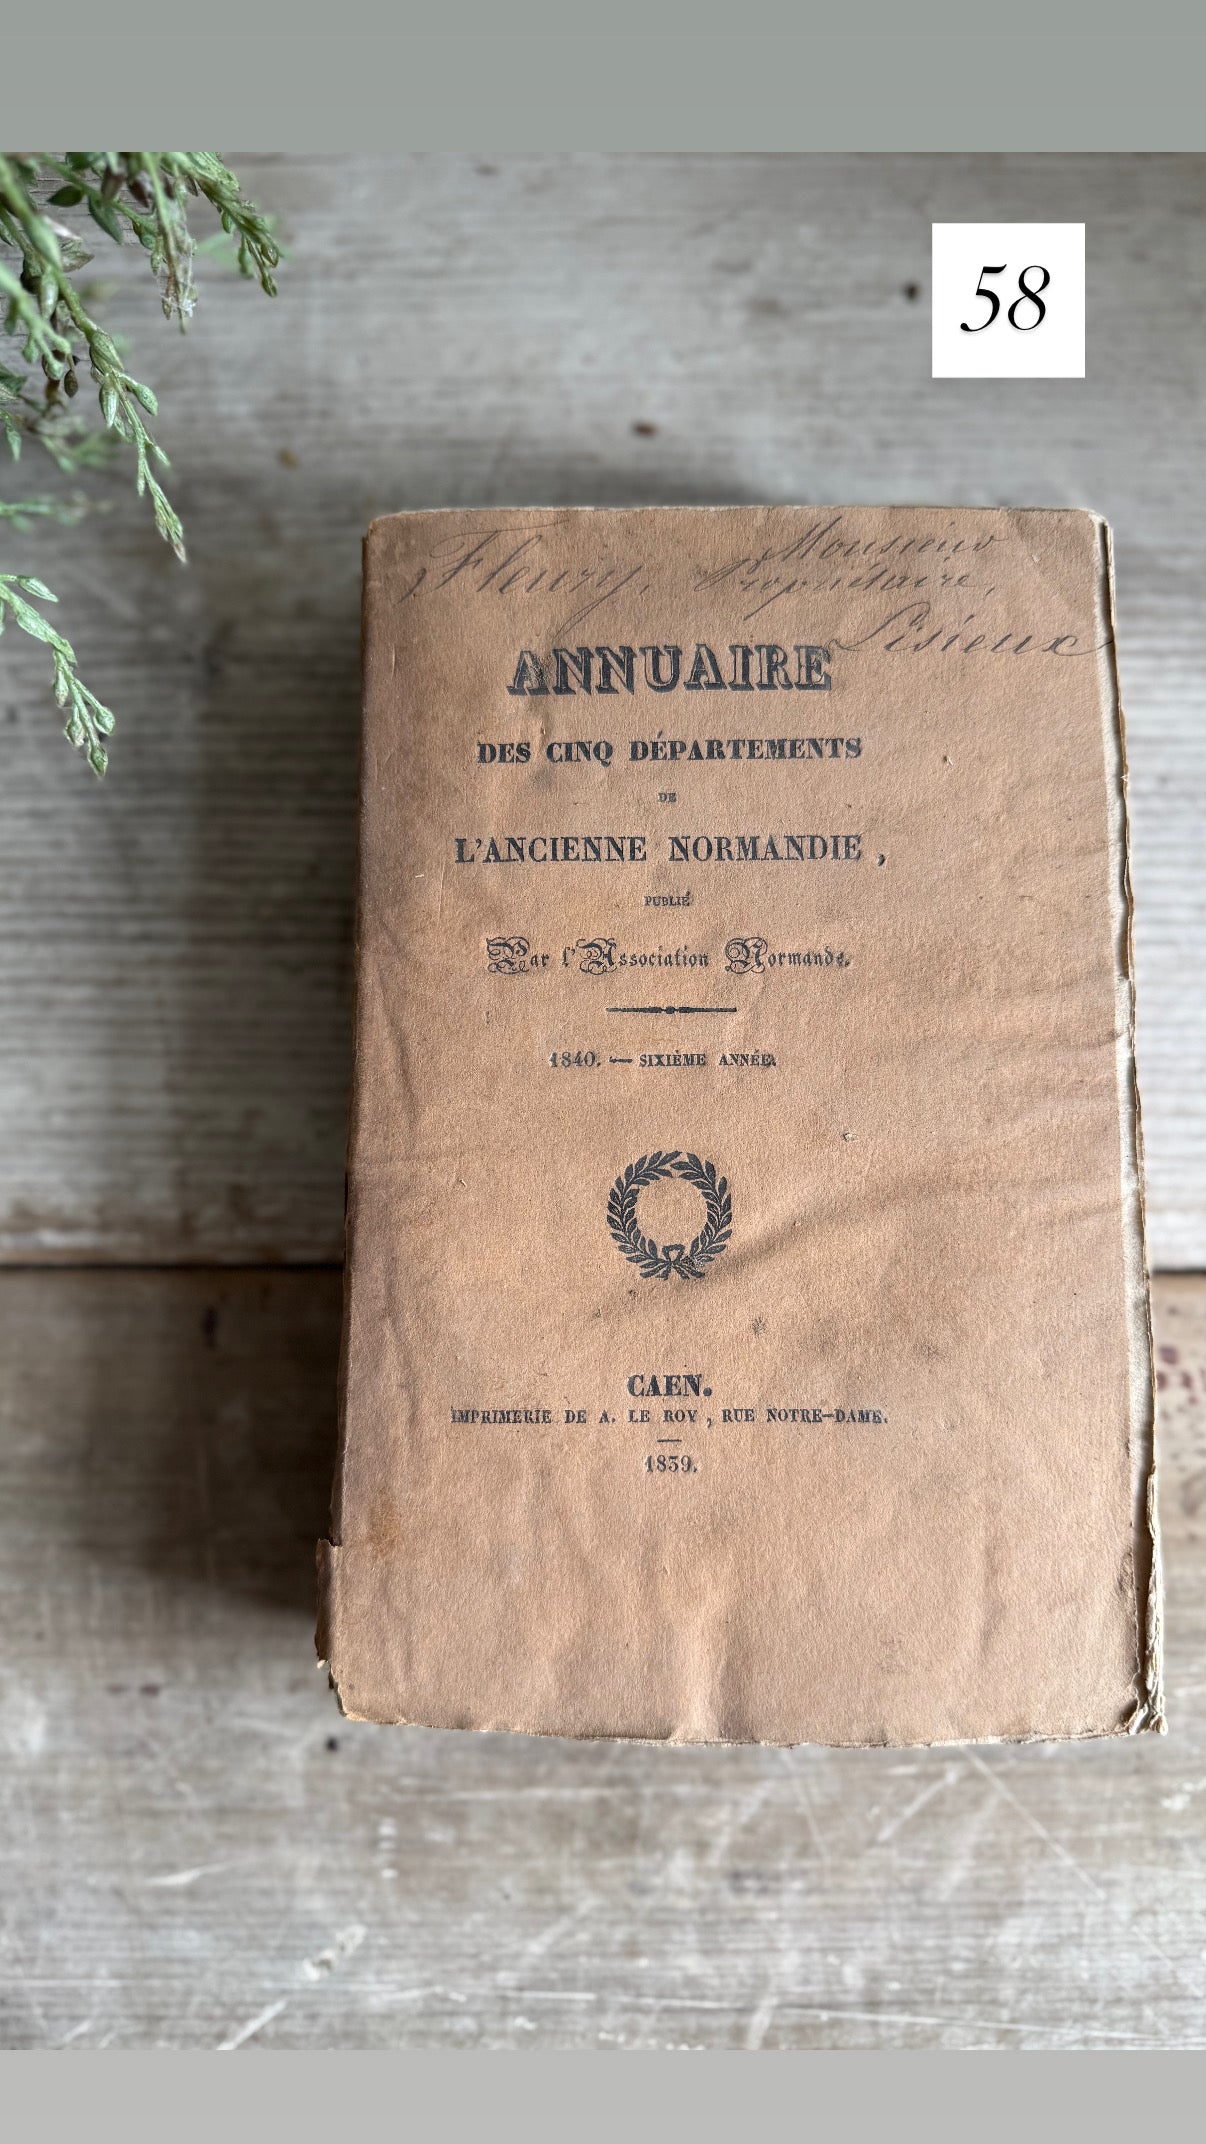 58
Monsieur
Fleury, Propriétaire,
Lisieux
ANNUAIRE
DES CINQ DÉPARTEMENTS
DE
L'ANCIENNE NORMANDIE,
PUBLIÉ
Par l'Association Normande.
1840. — SIXIÈME ANNÉE.
CAEN.
IMPRIMERIE DE A. LE ROY, RUE NOTRE-DAME.
1839.